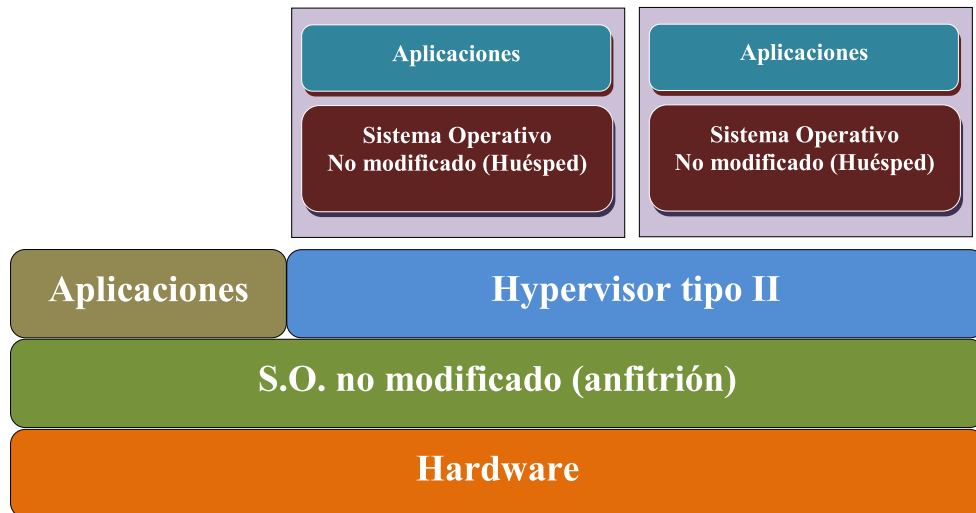 Aplicaciones
Sistema Operativo
No modificado (Huésped)
Aplicaciones
Sistema Operativo
No modificado (Huésped)
Aplicaciones
Hypervisor tipo II
S.O. no modificado (anfitrión)
Hardware